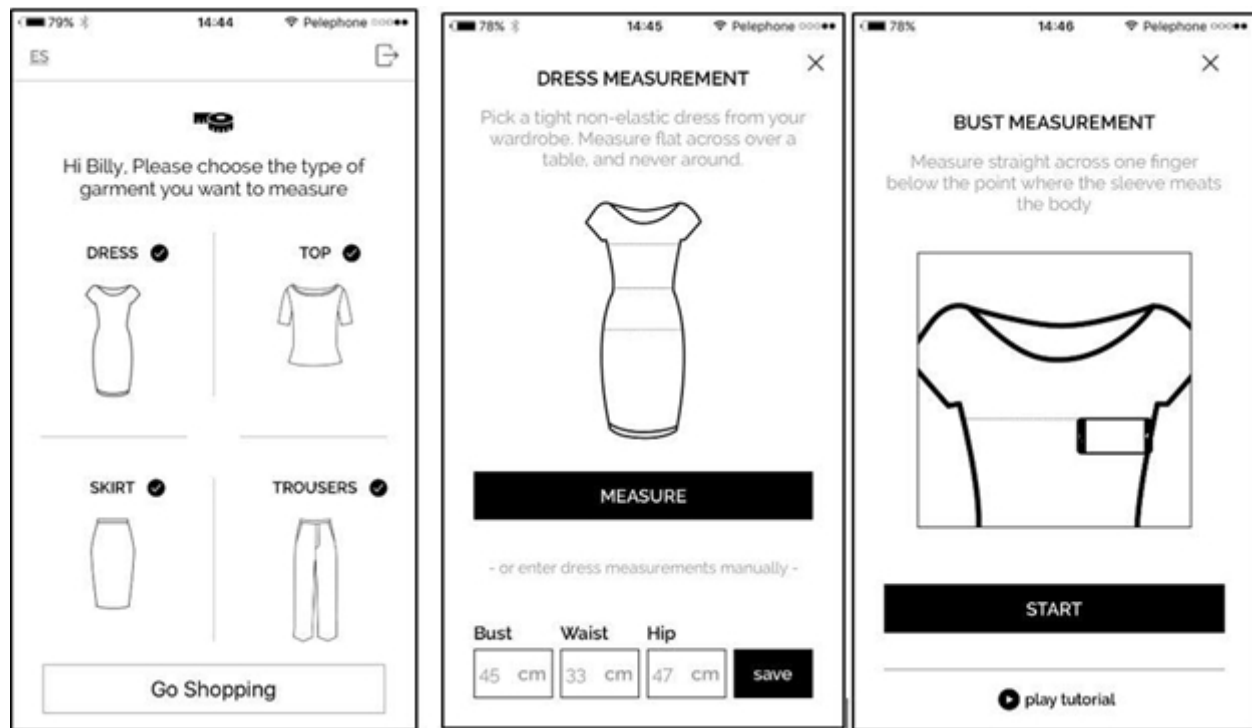 79% 14:44 Pelephone
ES
Hi Billy, Please choose the type of
garment you want to measure
DRESS TOP
SKIRT TROUSERS
Go Shopping
78% 14:45 Pelephone
DRESS MEASUREMENT
Pick a tight non-elastic dress from your
wardrobe. Measure flat across over a
table, and never around.
MEASURE
- or enter dress measurements manually -
Bust Waist Hip
45 cm 33 cm 47 cm save
78% 14:46 Pelephone
BUST MEASUREMENT
Measure straight across one finger
below the point where the sleeve meats
the body
START
play tutorial